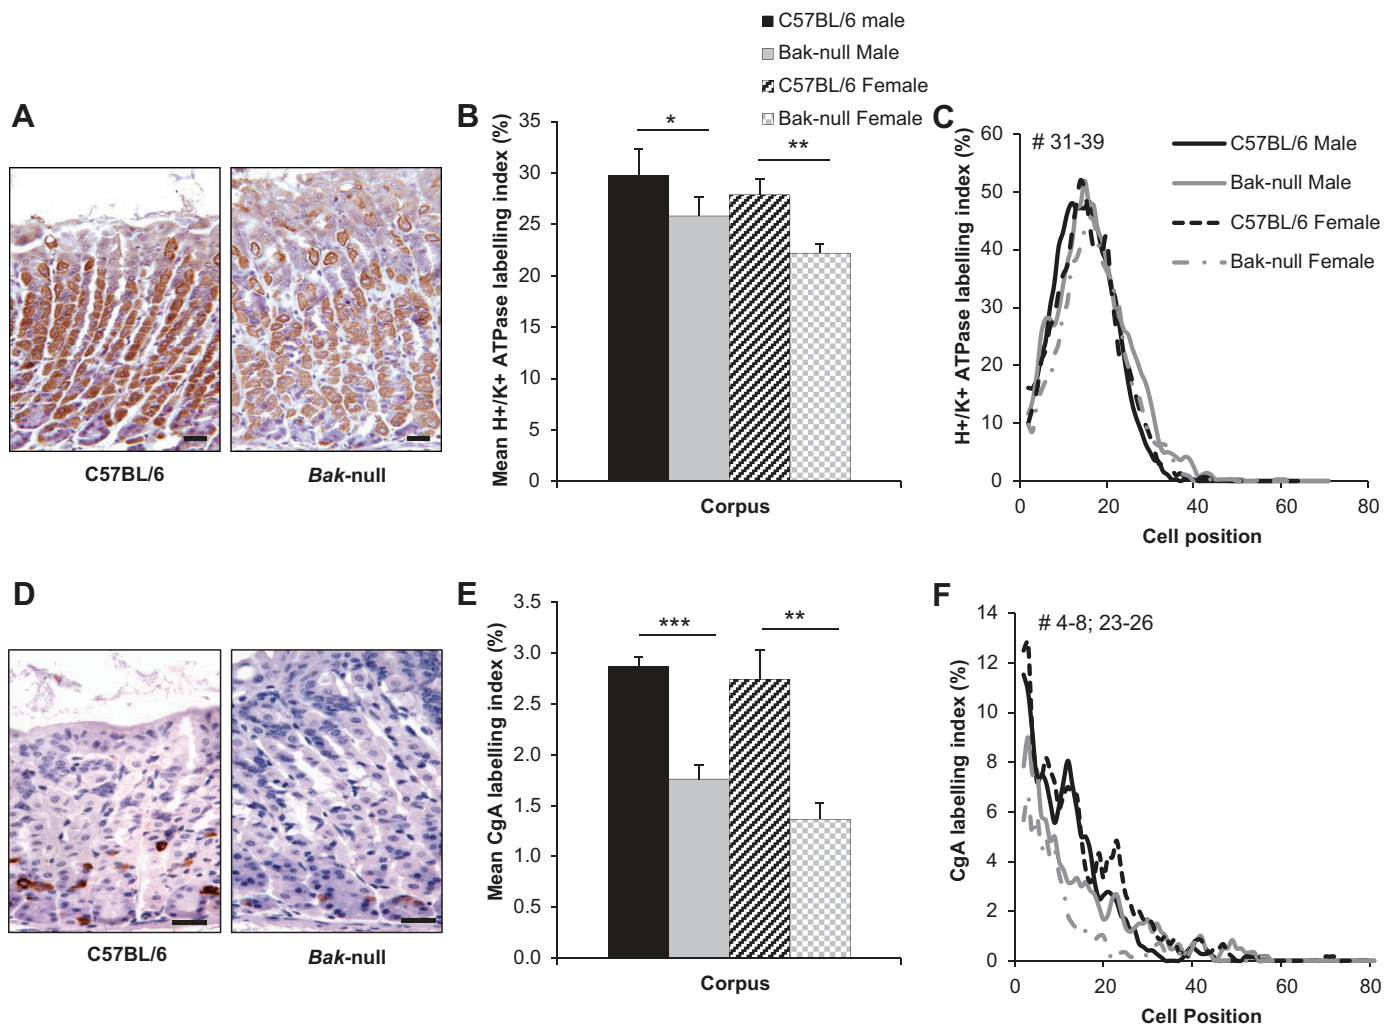 C57BL/6 male
Bak-null Male
C57BL/6 Female
Bak-null Female
A
C57BL/6
Bak-null
B
Mean H+/K+ ATPase labelling index (%)
35
30
25
20
15
10
5
0
*
**
Corpus
C
H+/K+ ATPase labelling index (%)
60
50
40
30
20
10
0
# 31-39
C57BL/6 Male
Bak-null Male
C57BL/6 Female
Bak-null Female
0 20 40 60 80
Cell position
D
C57BL/6
Bak-null
E
Mean CgA labelling index (%)
3.5
3.0
2.5
2.0
1.5
1.0
0.5
0.0
***
**
Corpus
F
CgA labelling index (%)
14
12
10
8
6
4
2
0
# 4-8; 23-26
0 20 40 60 80
Cell Position